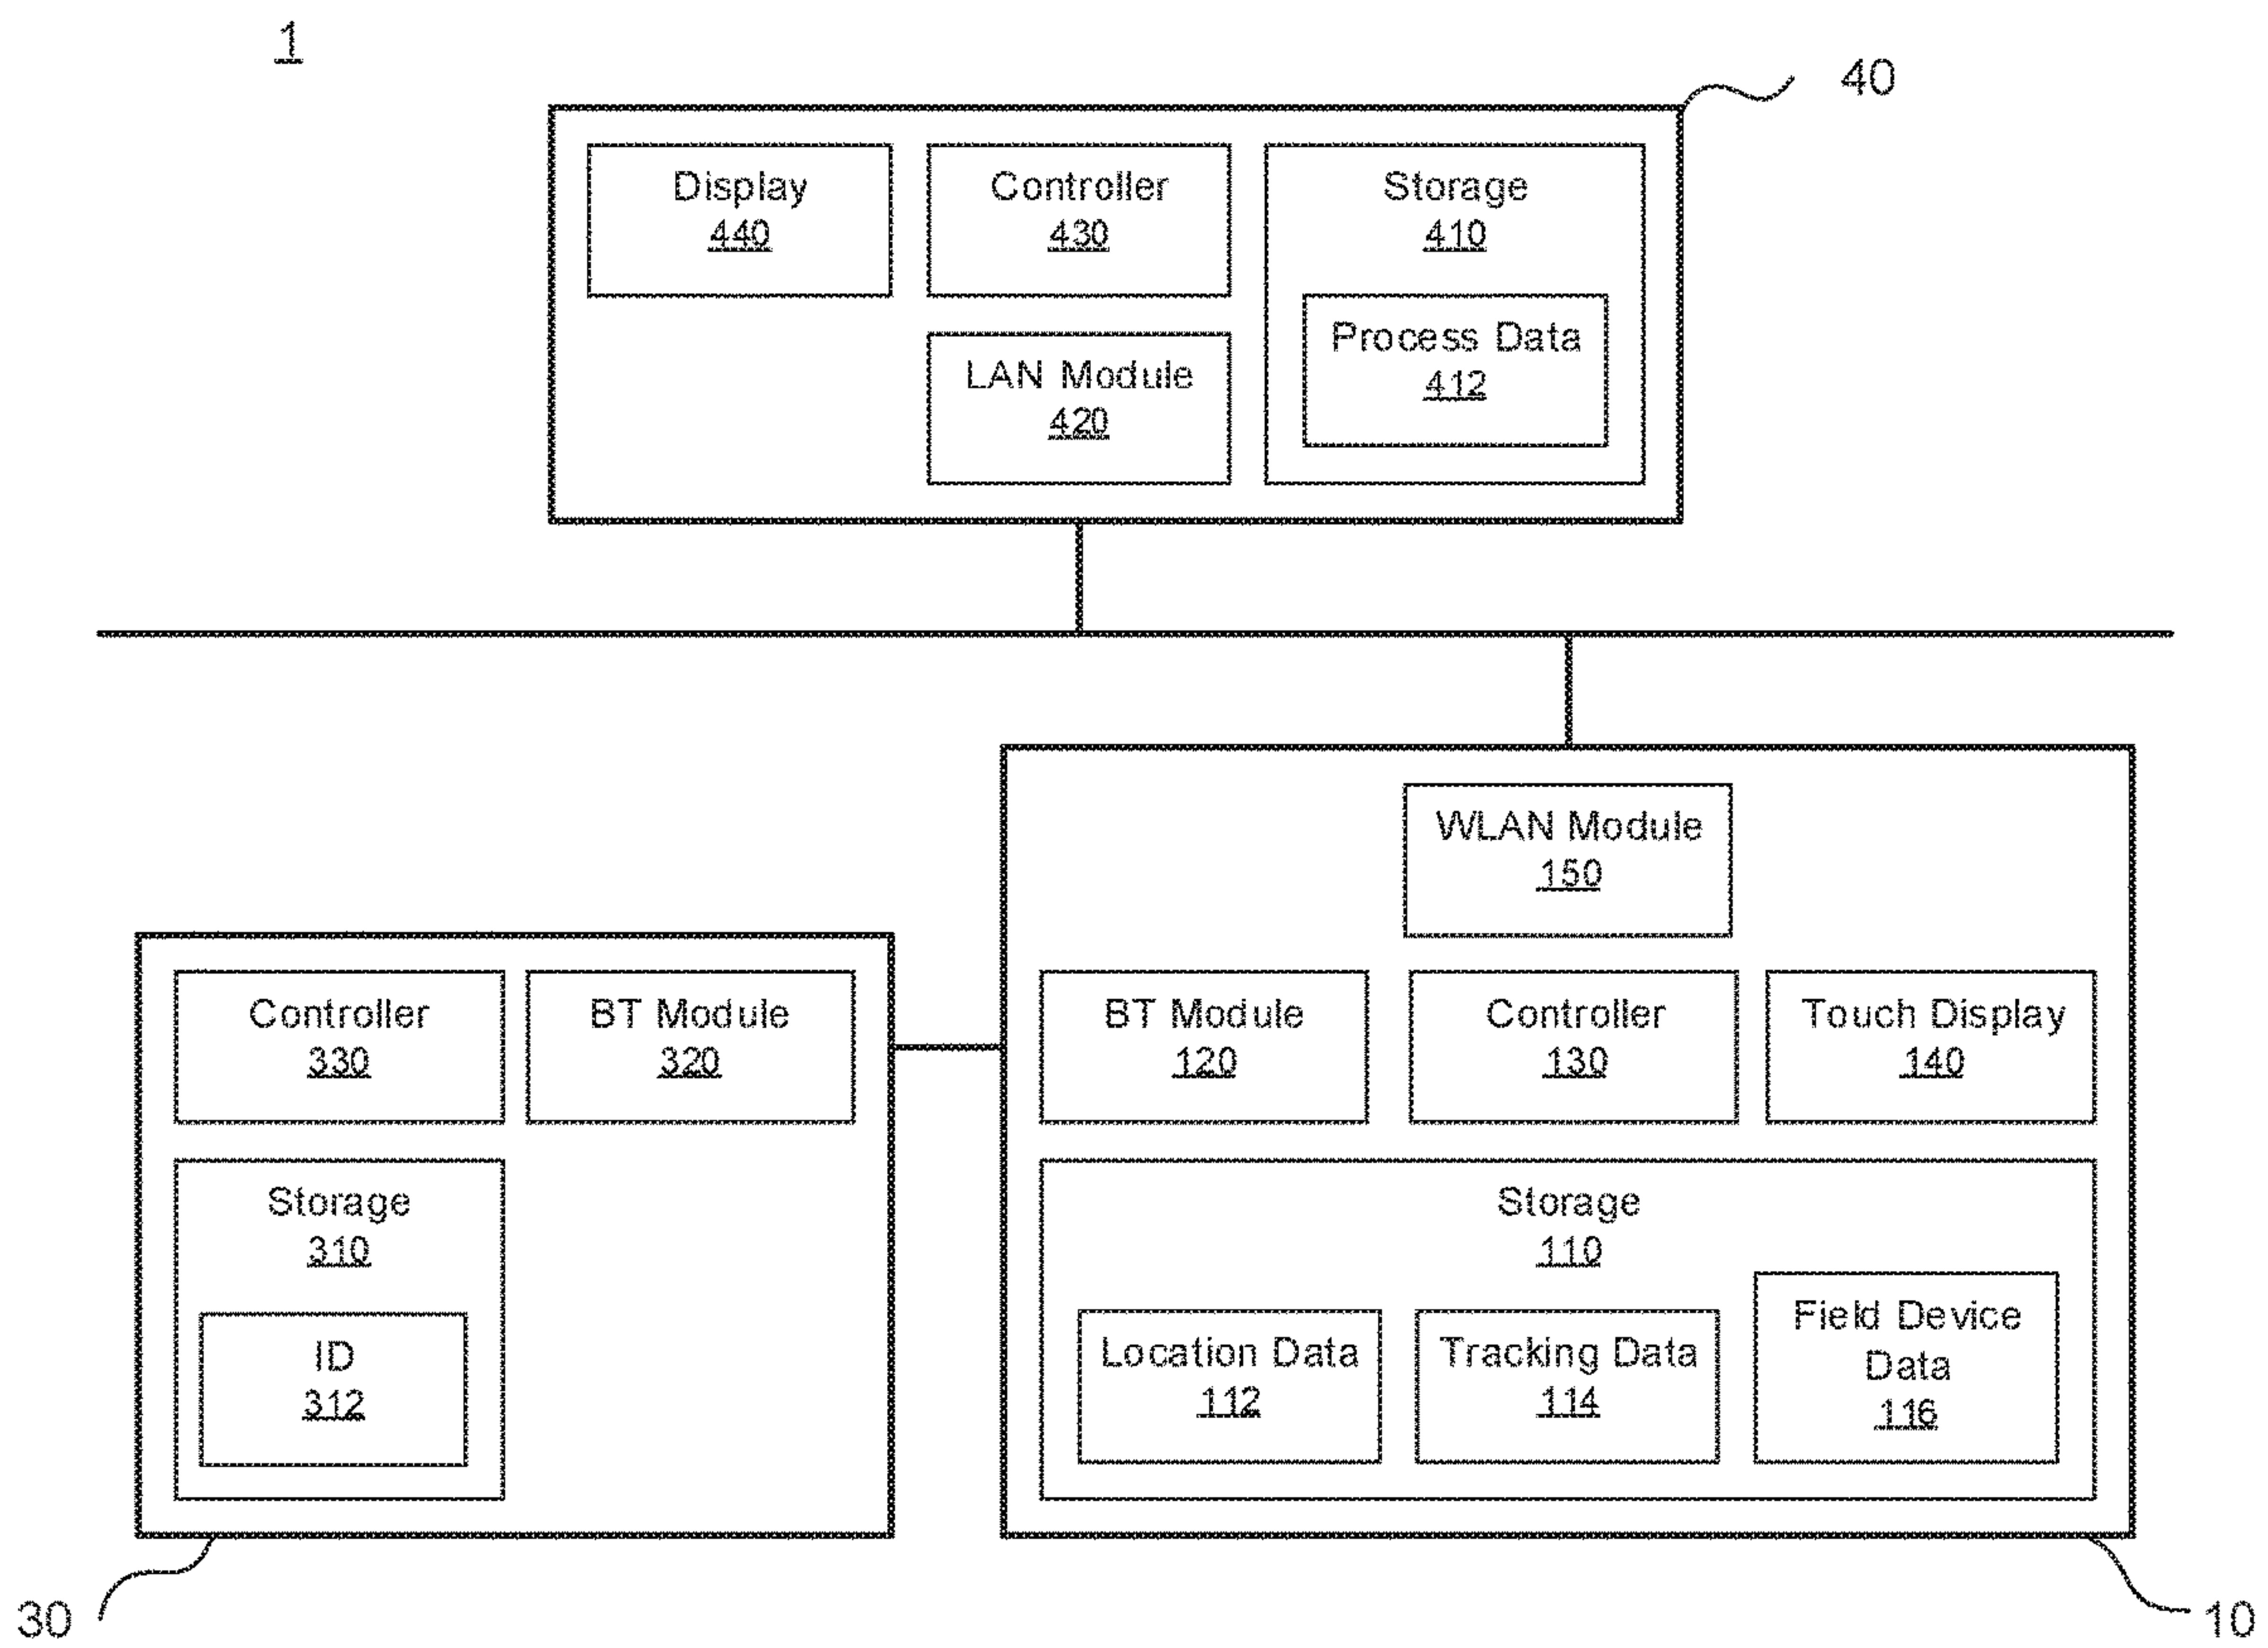 1
40
Display
440
Controller
430
Storage
410
Process Data
412
LAN Module
420
WLAN Module
150
Controller
330
BT Module
320
BT Module
120
Controller
130
Touch Display
140
Storage
310
ID
312
Storage
110
Location Data
112
Tracking Data
114
Field Device
Data
116
30
10